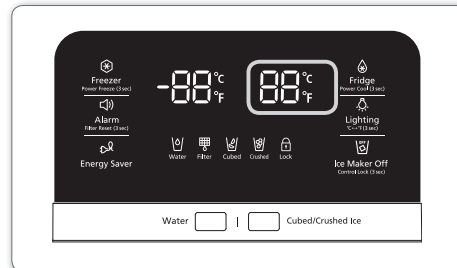 Freezer
Power Freeze (3 sec)
Alarm
Filter Reset (3 sec)
Energy Saver
-88 °C °F
88 °C °F
Water Filter Cubed Crushed Lock
Fridge
Power Cool (3 sec)
Lighting
°C↔°F (3 sec)
OFF
Ice Maker Off
Control Lock (3 sec)
Water | Cubed/Crushed Ice